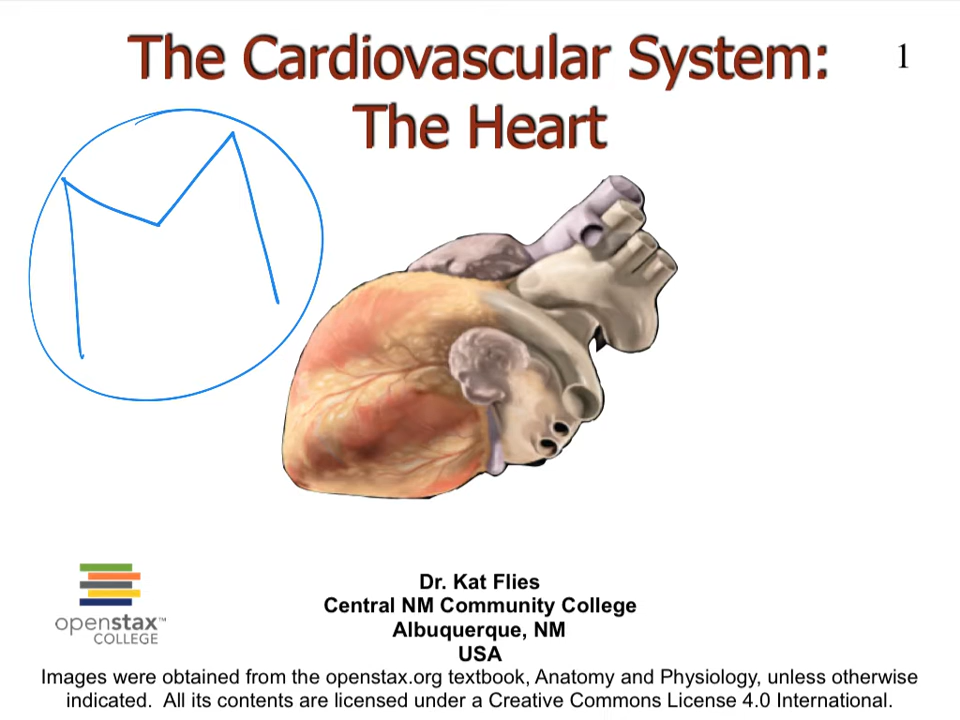 The Cardiovascular System:
1
The Heart
M
openstax™
COLLEGE
Dr. Kat Flies
Central NM Community College
Albuquerque, NM
USA
Images were obtained from the openstax.org textbook, Anatomy and Physiology, unless otherwise
indicated. All its contents are licensed under a Creative Commons License 4.0 International.